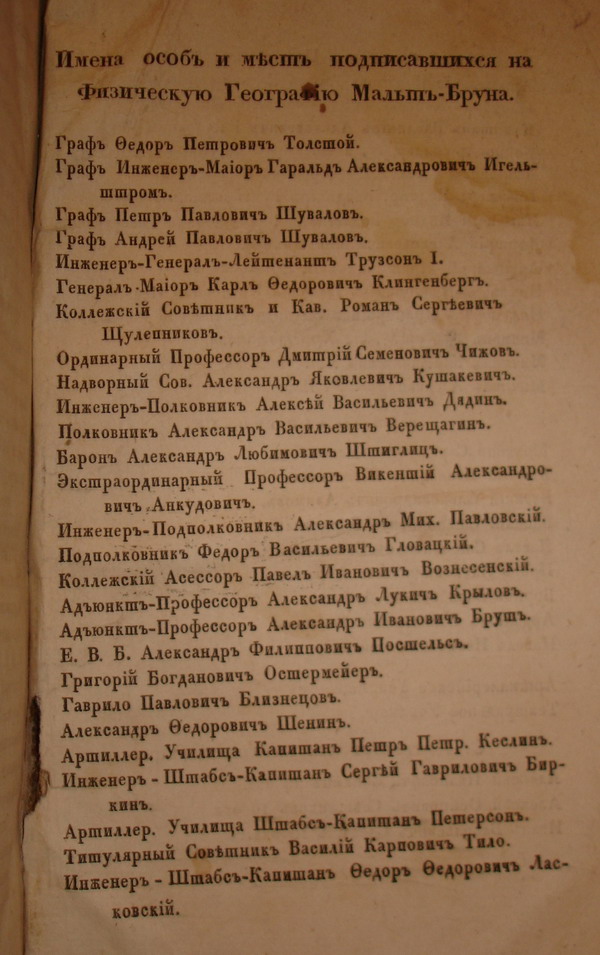 Имена особъ и мѣстъ подписавшихся на
Физическую Географію Мальтъ-Бруна.
Графъ Ѳедоръ Петровичъ Толстой.
Графъ Инженеръ-Маіоръ Гаральдъ Александровичъ Игель-
штромъ.
Графъ Петръ Павловичъ Шуваловъ.
Графъ Андрей Павловичъ Шуваловъ.
Инженеръ-Генералъ-Лейтенантъ Трузсонъ I.
Генералъ-Маіоръ Карлъ Ѳедоровичъ Клингенбергъ.
Коллежскій Совѣтникъ и Кав. Романъ Сергѣевичъ
Щулепниковъ.
Ординарный Профессоръ Дмитрій Семеновичъ Чижовъ.
Надворный Сов. Александръ Яковлевичъ Кушакевичъ.
Инженеръ-Полковникъ Алексѣй Васильевичъ Дядинъ.
Полковникъ Александръ Васильевичъ Верещагинъ.
Баронъ Александръ Любимовичъ Штиглицъ.
Экстраординарный Профессоръ Викентій Александро-
вичъ Анкудовичъ.
Инженеръ-Подполковникъ Александръ Мих. Павловскій.
Подполковникъ Федоръ Васильевичъ Гловацкій.
Коллежскій Асессоръ Павелъ Ивановичъ Вознесенскій.
Адъюнктъ-Профессоръ Александръ Лукичъ Крыловъ.
Адъюнктъ-Профессоръ Александръ Ивановичъ Брутъ.
Е. В. Б. Александръ Филипповичъ Постельсъ.
Григорій Богдановичъ Остермейеръ.
Гаврило Павловичъ Близнецовъ.
Александръ Ѳедоровичъ Шенинъ.
Артиллер. Училища Капитанъ Петръ Петр. Кеслинъ.
Инженеръ - Штабсъ-Капитанъ Сергѣй Гавриловичъ Бир-
кинъ.
Артиллер. Училища Штабсъ-Капитанъ Петерсонъ.
Титулярный Совѣтникъ Василій Карповичъ Тило.
Инженеръ - Штабсъ-Капитанъ Ѳедоръ Ѳедоровичъ Лас-
ковскій.